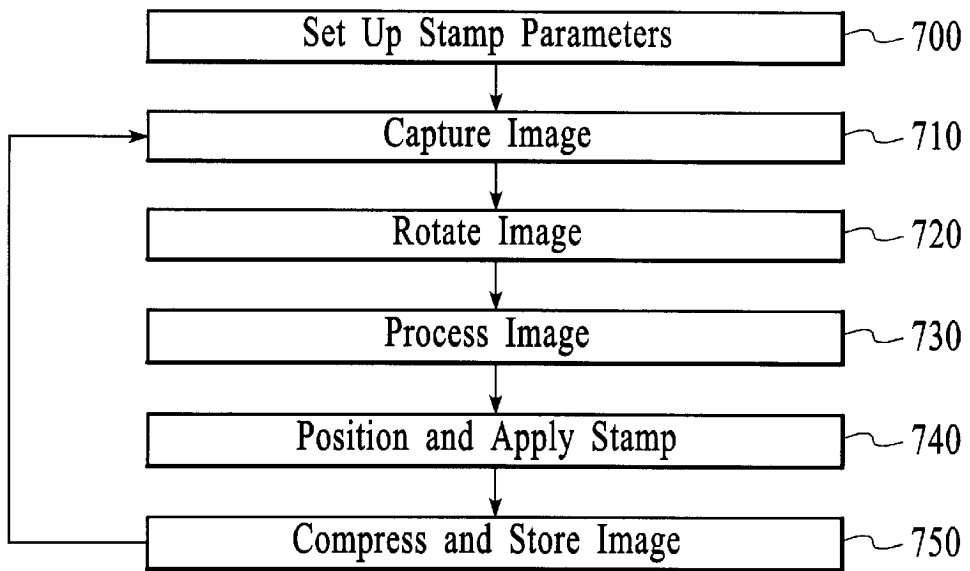 Set Up Stamp Parameters 700
Capture Image 710
Rotate Image 720
Process Image 730
Position and Apply Stamp 740
Compress and Store Image 750